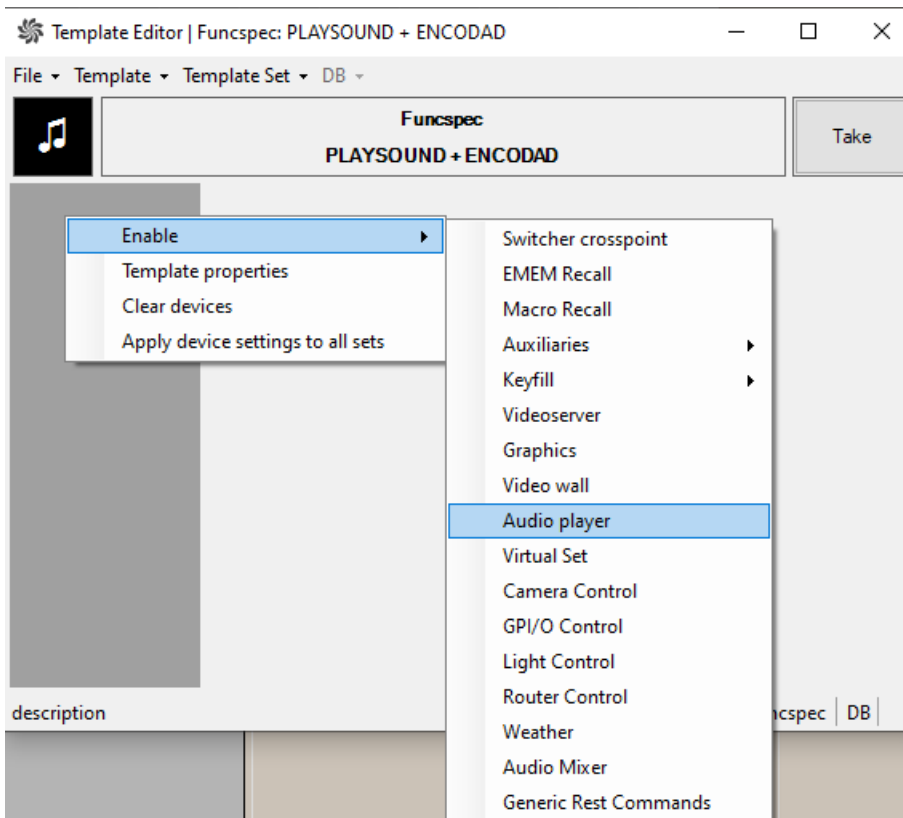 Template Editor | Funcspec: PLAYSOUND + ENCODAD
File Template Template Set DB
Funcspec
PLAYSOUND + ENCODAD
Take
Enable
Template properties
Clear devices
Apply device settings to all sets
Switcher crosspoint
EMEM Recall
Macro Recall
Auxiliaries
Keyfill
Videoserver
Graphics
Video wall
Audio player
Virtual Set
Camera Control
GPI/O Control
Light Control
Router Control
Weather
Audio Mixer
Generic Rest Commands
description
ncspec DB